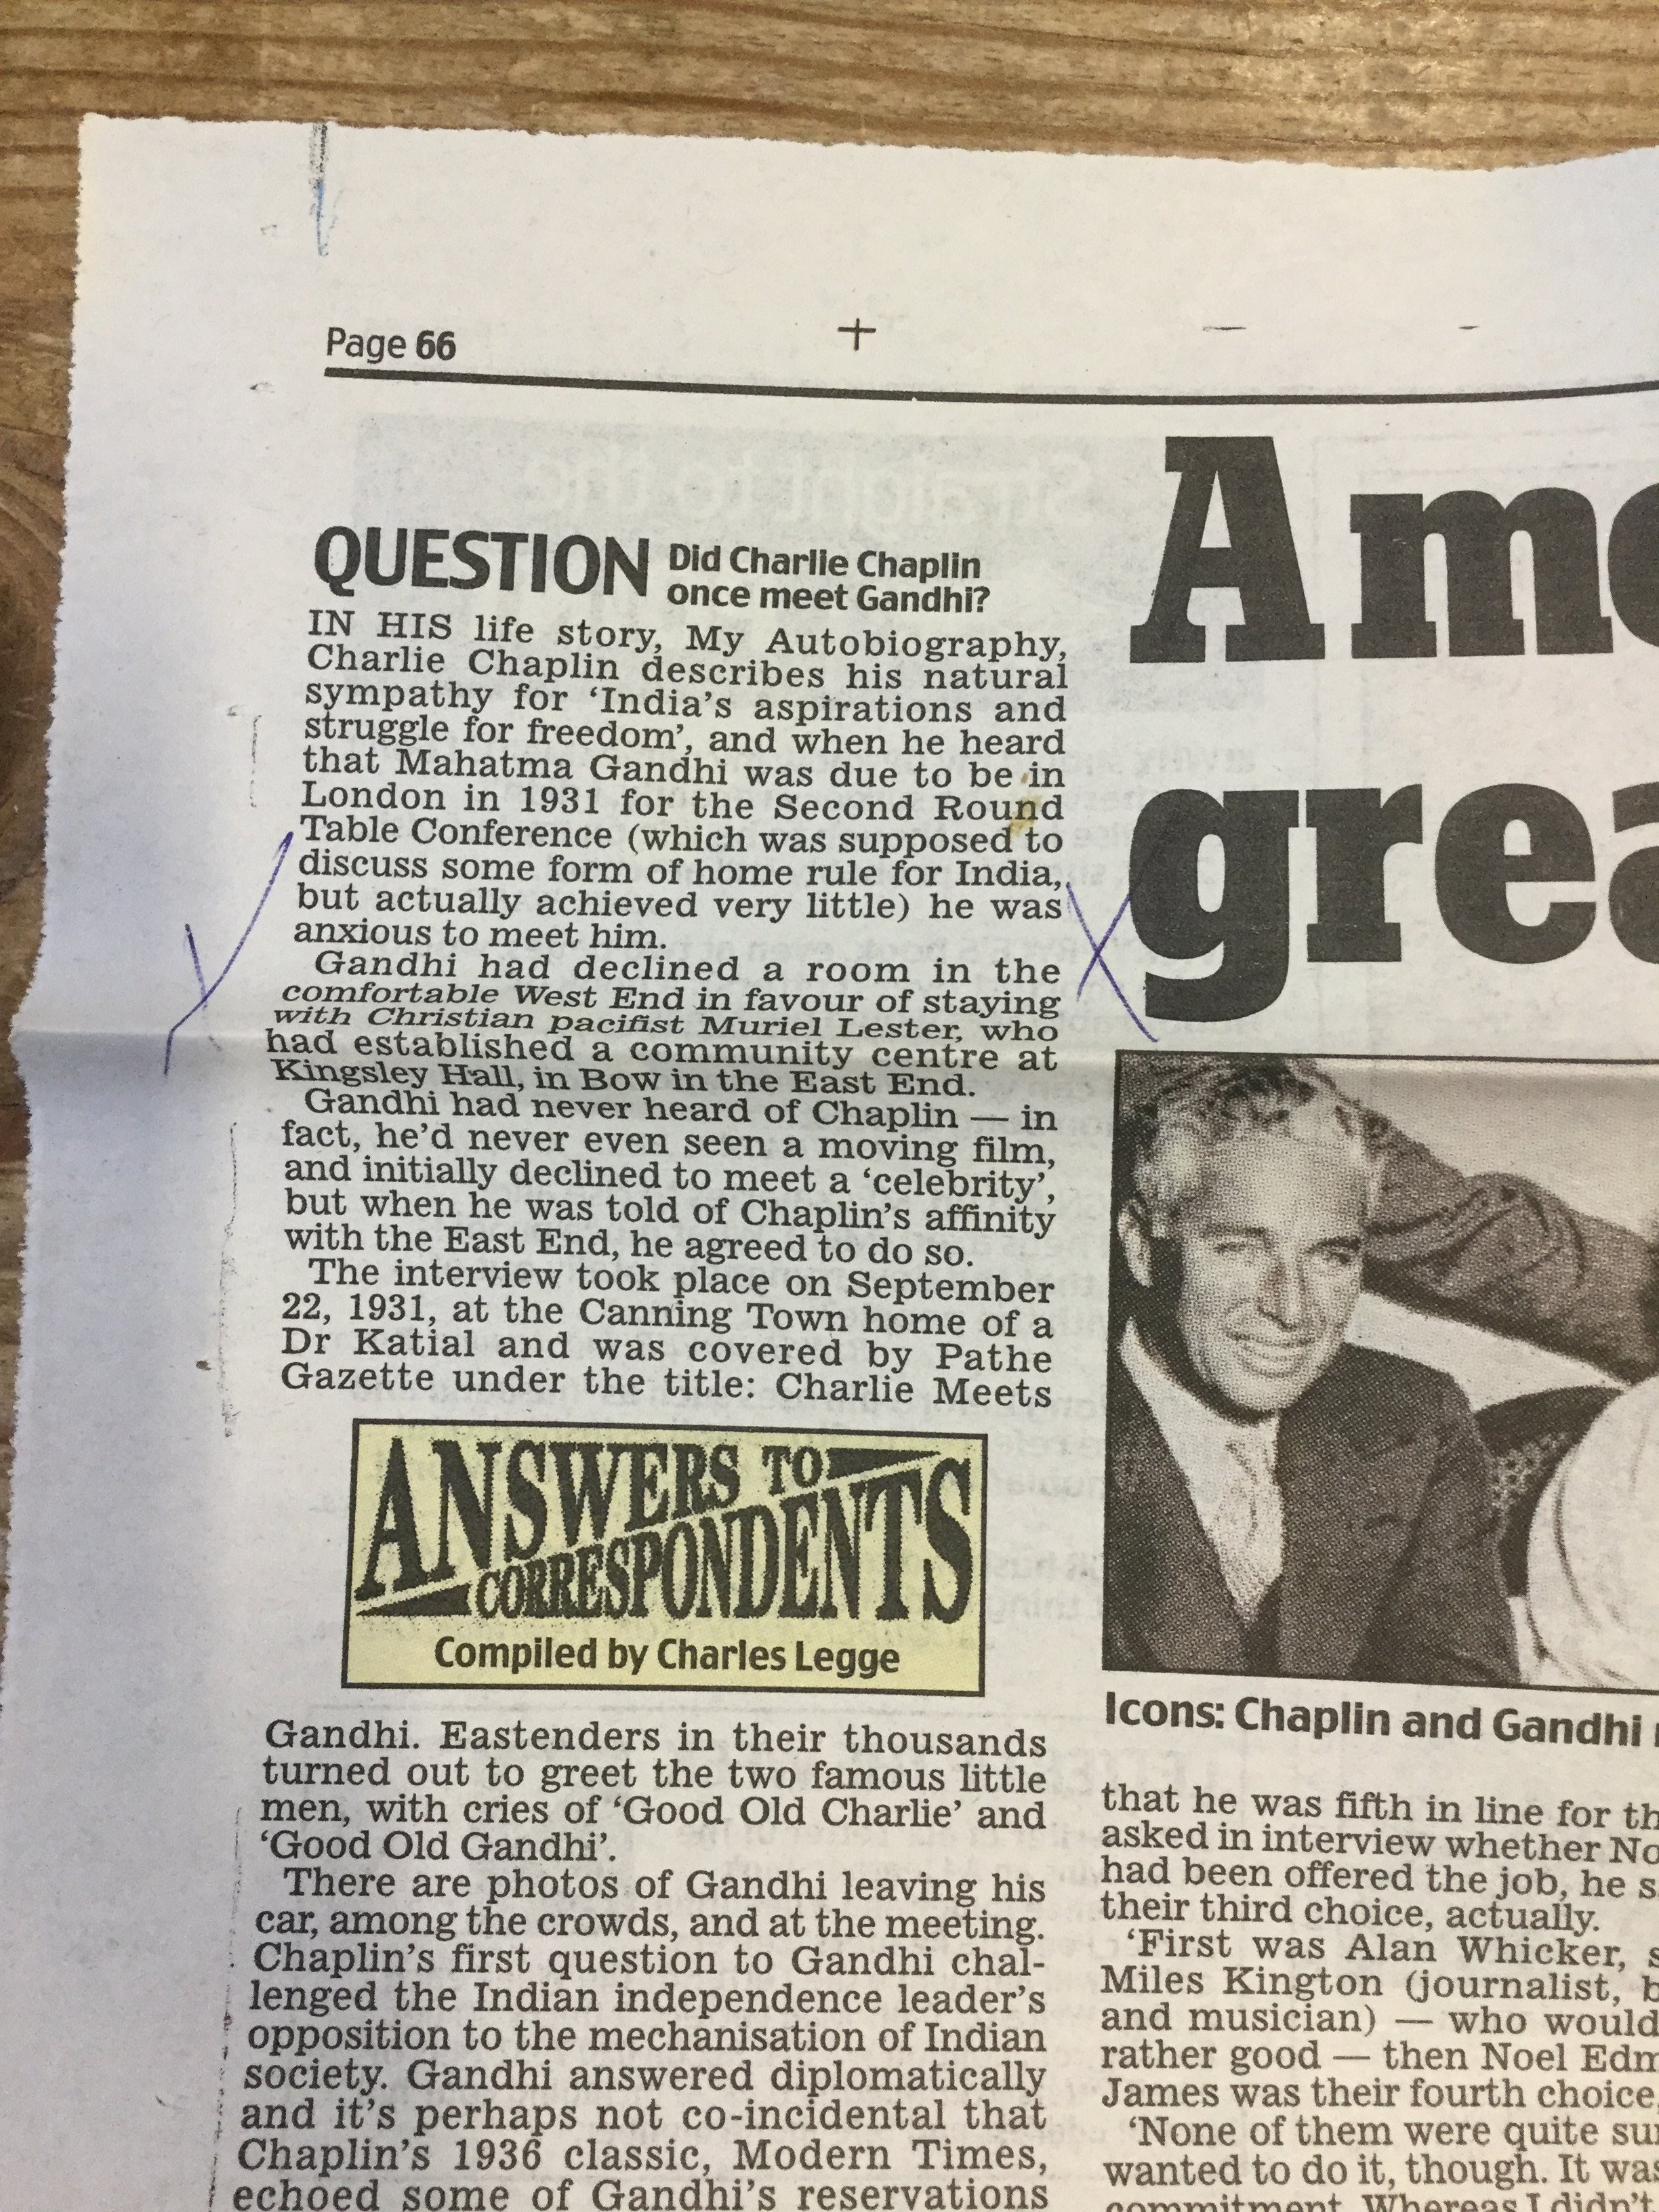 Page 66
QUESTION Did Charlie Chaplin
once meet Gandhi?
IN HIS life story, My Autobiography,
Charlie Chaplin describes his natural
sympathy for ‘India’s aspirations and
struggle for freedom’, and when he heard
that Mahatma Gandhi was due to be in
London in 1931 for the Second Round
Table Conference (which was supposed to
discuss some form of home rule for India,
but actually achieved very little) he was
anxious to meet him.
Gandhi had declined a room in the
comfortable West End in favour of staying
with Christian pacifist Muriel Lester, who
had established a community centre at
Kingsley Hall, in Bow in the East End.
Gandhi had never heard of Chaplin — in
fact, he’d never even seen a moving film,
and initially declined to meet a ‘celebrity’,
but when he was told of Chaplin’s affinity
with the East End, he agreed to do so.
The interview took place on September
22, 1931, at the Canning Town home of a
Dr Katial and was covered by Pathe
Gazette under the title: Charlie Meets
ANSWERS TO
CORRESPONDENTS
Compiled by Charles Legge
Gandhi. Eastenders in their thousands
turned out to greet the two famous little
men, with cries of ‘Good Old Charlie’ and
‘Good Old Gandhi’.
There are photos of Gandhi leaving his
car, among the crowds, and at the meeting.
Chaplin’s first question to Gandhi chal-
lenged the Indian independence leader’s
opposition to the mechanisation of Indian
society. Gandhi answered diplomatically
and it’s perhaps not co-incidental that
Chaplin’s 1936 classic, Modern Times,
echoed some of Gandhi’s reservations
A
grea
Icons: Chaplin and Gandhi
that he was fifth in line for th
asked in interview whether No
had been offered the job, he s
their third choice, actually.
‘First was Alan Whicker, s
Miles Kington (journalist, b
and musician) — who would
rather good — then Noel Edm
James was their fourth choice,
‘None of them were quite su
wanted to do it, though. It was
commitment. Whereas I didn’t